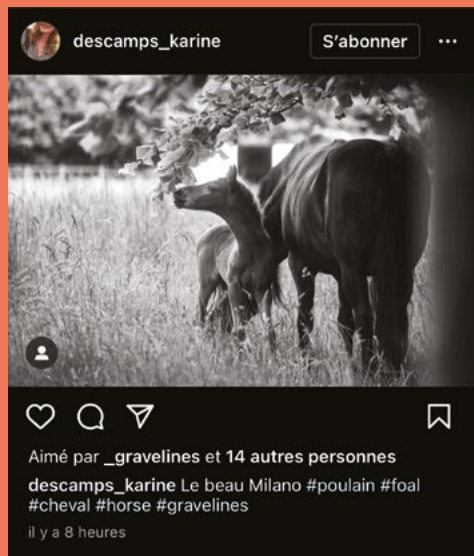 descamps_karine S'abonner
Aimé par _gravelines et 14 autres personnes
descamps_karine Le beau Milano #poulain #foal
#cheval #horse #gravelines
il y a 8 heures